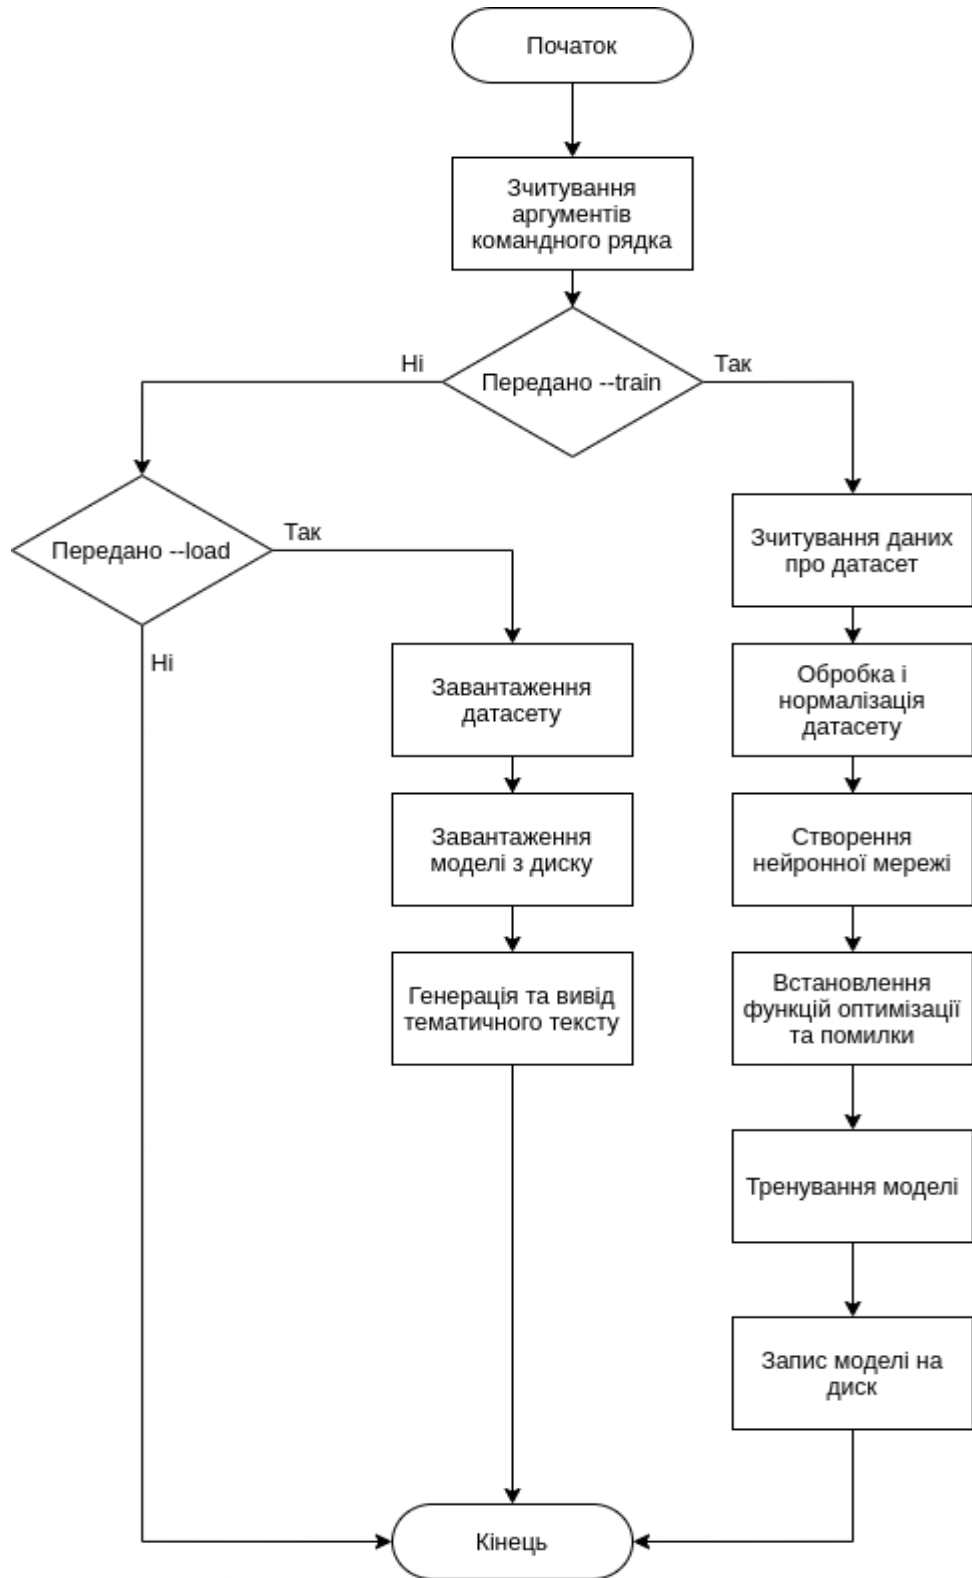 Початок
Зчитування
аргументів
командного рядка
Ні
Передано --train
Так
Передано --load
Так
Ні
Зчитування даних
про датасет
Завантаження
датасету
Обробка і
нормалізація
датасету
Завантаження
моделі з диску
Створення
нейронної мережі
Генерація та вивід
тематичного тексту
Встановлення
функцій оптимізації
та помилки
Тренування моделі
Запис моделі на
диск
Кінець